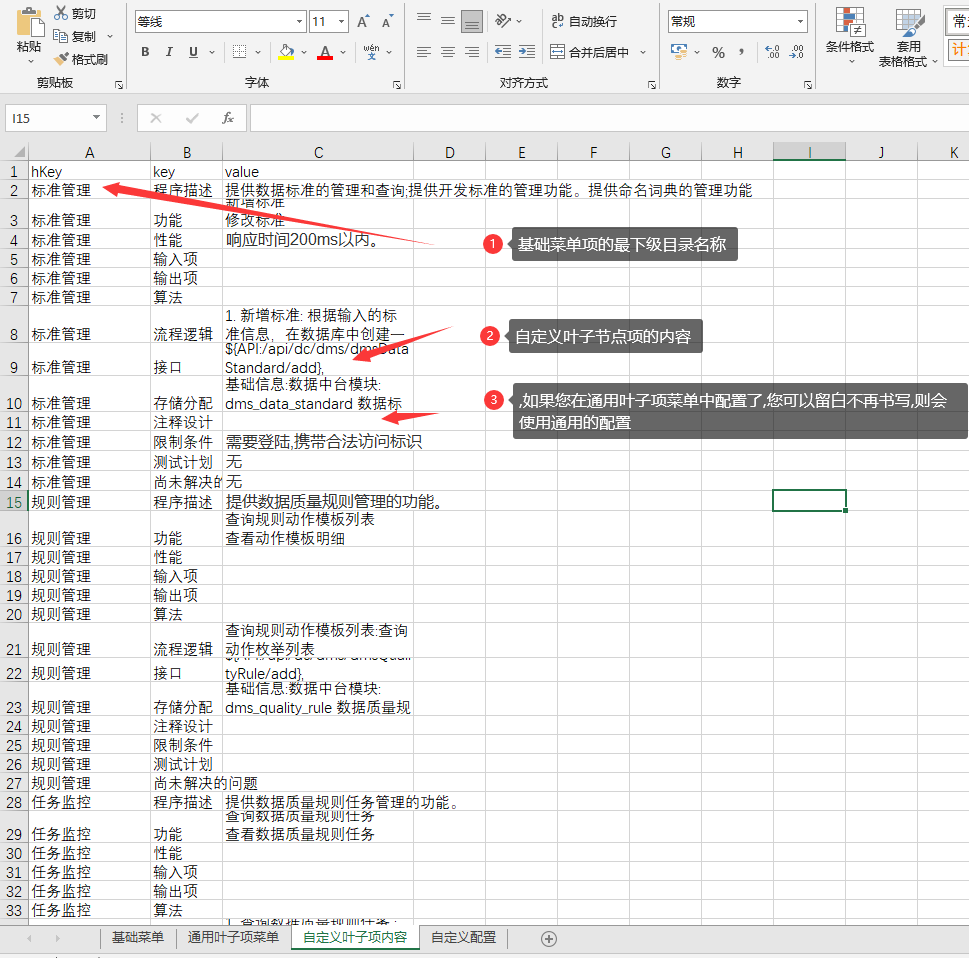 剪切
复制
格式刷
粘贴
剪贴板
等线
11
A A
B I U
A
wén
文
字体
ab 自动换行
合并后居中
对齐方式
常规
% ,
.00
数字
条件格式
套用
表格格式
常
计
I15
fx
A B C D E F G H I J K
1 hKey key value
2 标准管理 程序描述 提供数据标准的管理和查询;提供开发标准的管理功能。提供命名词典的管理功能
新增标准
3 标准管理 功能 修改标准
4 标准管理 性能 响应时间200ms以内。
1 基础菜单项的最下级目录名称
5 标准管理 输入项
6 标准管理 输出项
7 标准管理 算法
1. 新增标准: 根据输入的标
8 标准管理 流程逻辑 准信息，在数据库中创建一
2 自定义叶子节点项的内容
${API:/api/dc/dms/dmsData
9 标准管理 接口 Standard/add},
基础信息:数据中台模块:
10 标准管理 存储分配 dms_data_standard 数据标
3 ,如果您在通用叶子项菜单中配置了,您可以留白不再书写,则会
使用通用的配置
11 标准管理 注释设计
12 标准管理 限制条件 需要登陆,携带合法访问标识
13 标准管理 测试计划 无
14 标准管理 尚未解决的 无
15 规则管理 程序描述 提供数据质量规则管理的功能。
查询规则动作模板列表
16 规则管理 功能 查看动作模板明细
17 规则管理 性能
18 规则管理 输入项
19 规则管理 输出项
20 规则管理 算法
查询规则动作模板列表:查询
21 规则管理 流程逻辑 动作枚举列表
${API:/api/dc/dms/dmsQuali
22 规则管理 接口 tyRule/add},
基础信息:数据中台模块:
23 规则管理 存储分配 dms_quality_rule 数据质量规
24 规则管理 注释设计
25 规则管理 限制条件
26 规则管理 测试计划
27 规则管理 尚未解决的问题
28 任务监控 程序描述 提供数据质量规则任务管理的功能。
查询数据质量规则任务
29 任务监控 功能 查看数据质量规则任务
30 任务监控 性能
31 任务监控 输入项
32 任务监控 输出项
33 任务监控 算法
1. 查询数据质量规则任务:
基础菜单 通用叶子项菜单 自定义叶子项内容 自定义配置